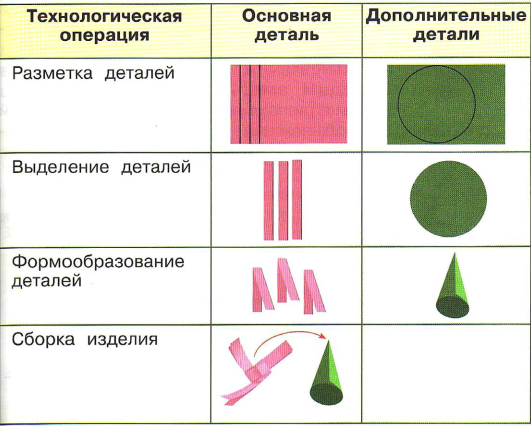 Технологическая операция
Основная деталь
Дополнительные детали
Разметка деталей
Выделение деталей
Формообразование деталей
Сборка изделия